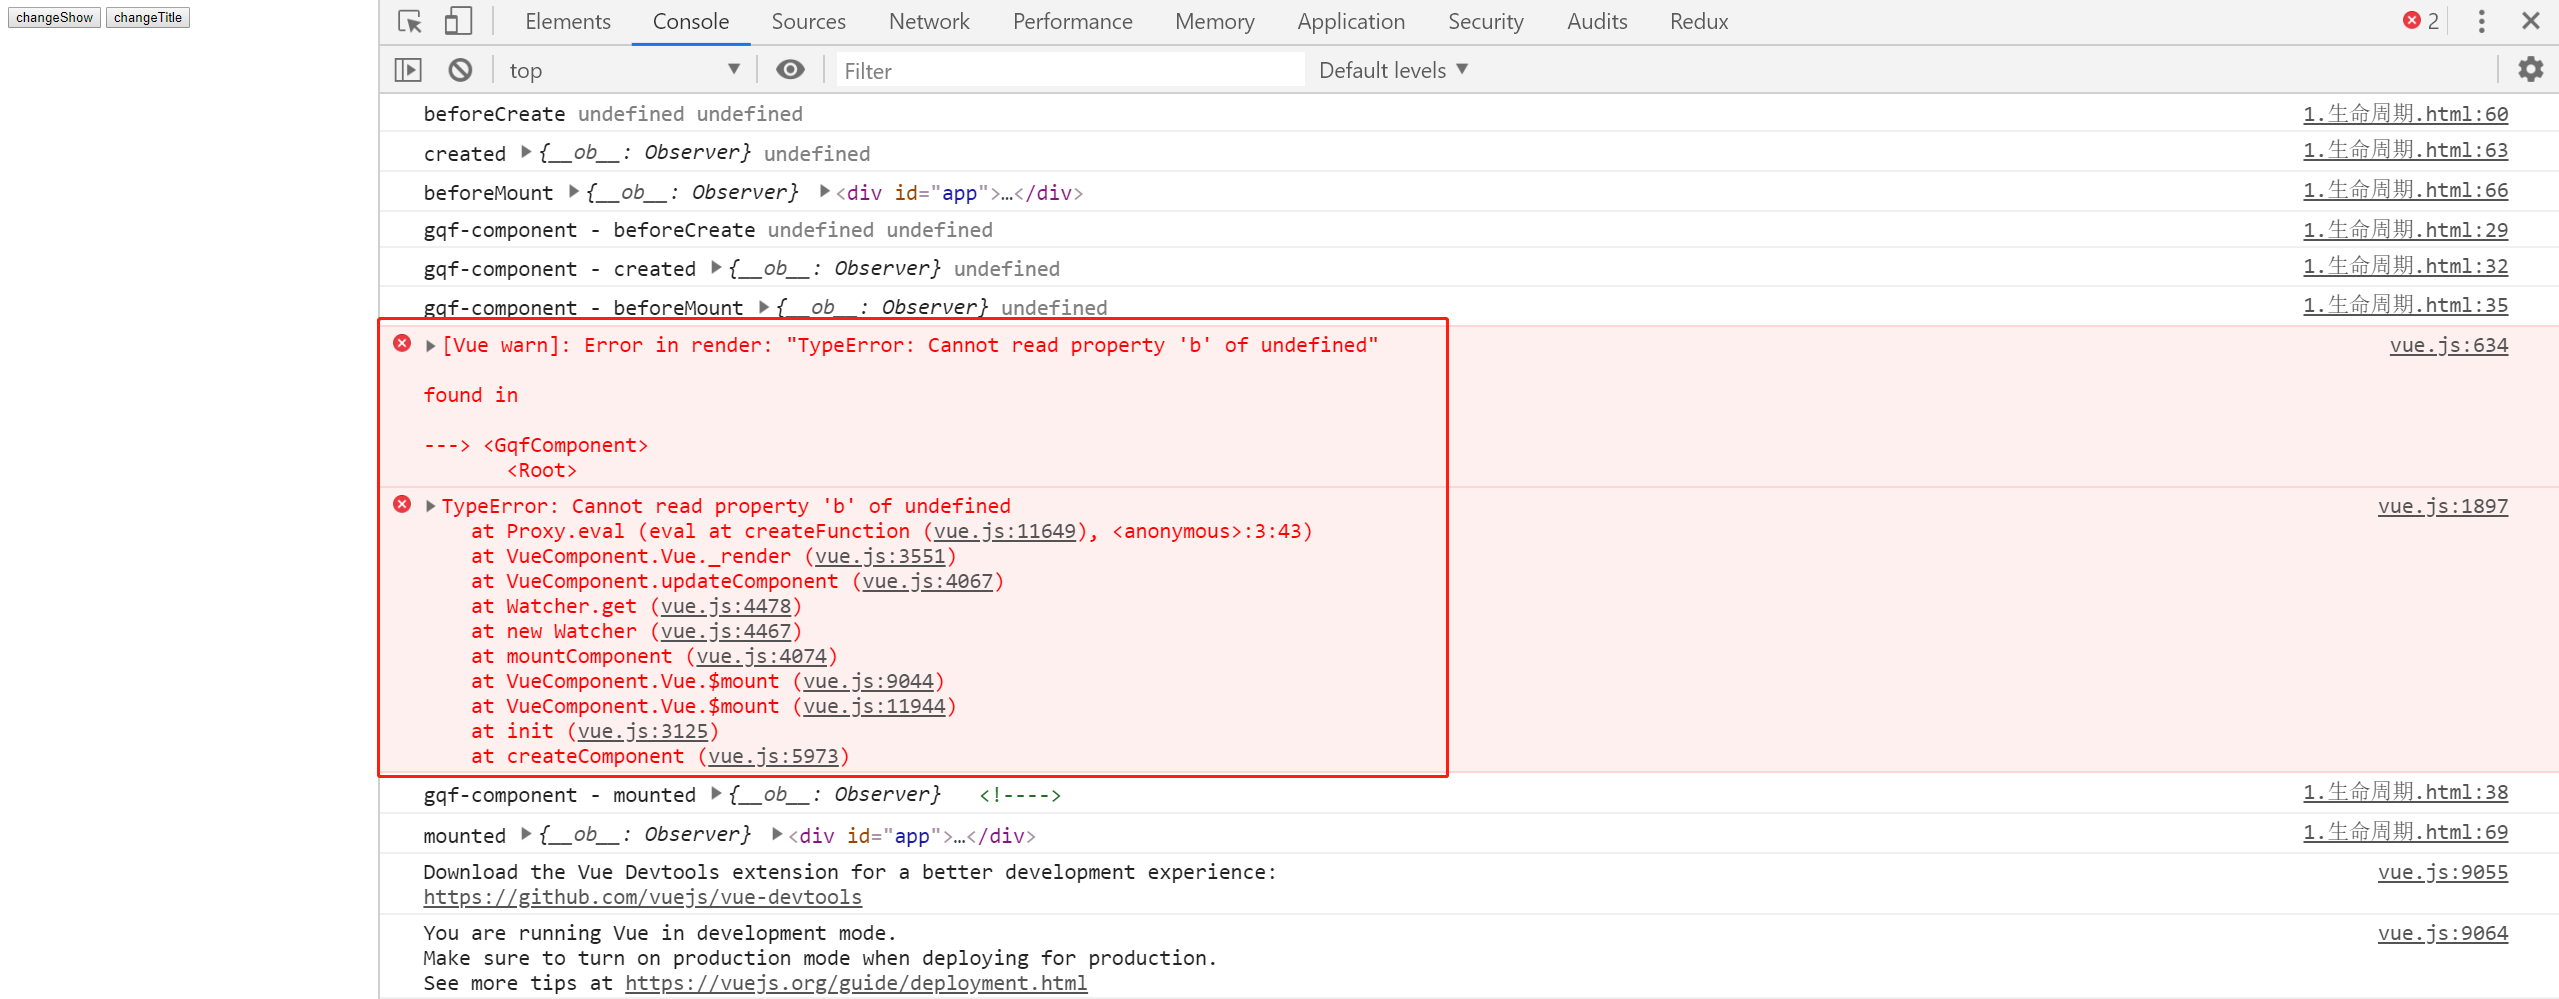 changeShow changeTitle
Elements Console Sources Network Performance Memory Application Security Audits Redux 2
top Filter Default levels
beforeCreate undefined undefined 1.生命周期.html:60
created {__ob__: Observer} undefined 1.生命周期.html:63
beforeMount {__ob__: Observer} <div id="app">…</div> 1.生命周期.html:66
gqf-component - beforeCreate undefined undefined 1.生命周期.html:29
gqf-component - created {__ob__: Observer} undefined 1.生命周期.html:32
gqf-component - beforeMount {__ob__: Observer} undefined 1.生命周期.html:35
[Vue warn]: Error in render: "TypeError: Cannot read property 'b' of undefined" vue.js:634
found in
---> <GqfComponent>
<Root>
TypeError: Cannot read property 'b' of undefined vue.js:1897
at Proxy.eval (eval at createFunction (vue.js:11649), <anonymous>:3:43)
at VueComponent.Vue._render (vue.js:3551)
at VueComponent.updateComponent (vue.js:4067)
at Watcher.get (vue.js:4478)
at new Watcher (vue.js:4467)
at mountComponent (vue.js:4074)
at VueComponent.Vue.$mount (vue.js:9044)
at VueComponent.Vue.$mount (vue.js:11944)
at init (vue.js:3125)
at createComponent (vue.js:5973)
gqf-component - mounted {__ob__: Observer} <!----> 1.生命周期.html:38
mounted {__ob__: Observer} <div id="app">…</div> 1.生命周期.html:69
Download the Vue Devtools extension for a better development experience: vue.js:9055
https://github.com/vuejs/vue-devtools
You are running Vue in development mode. vue.js:9064
Make sure to turn on production mode when deploying for production.
See more tips at https://vuejs.org/guide/deployment.html